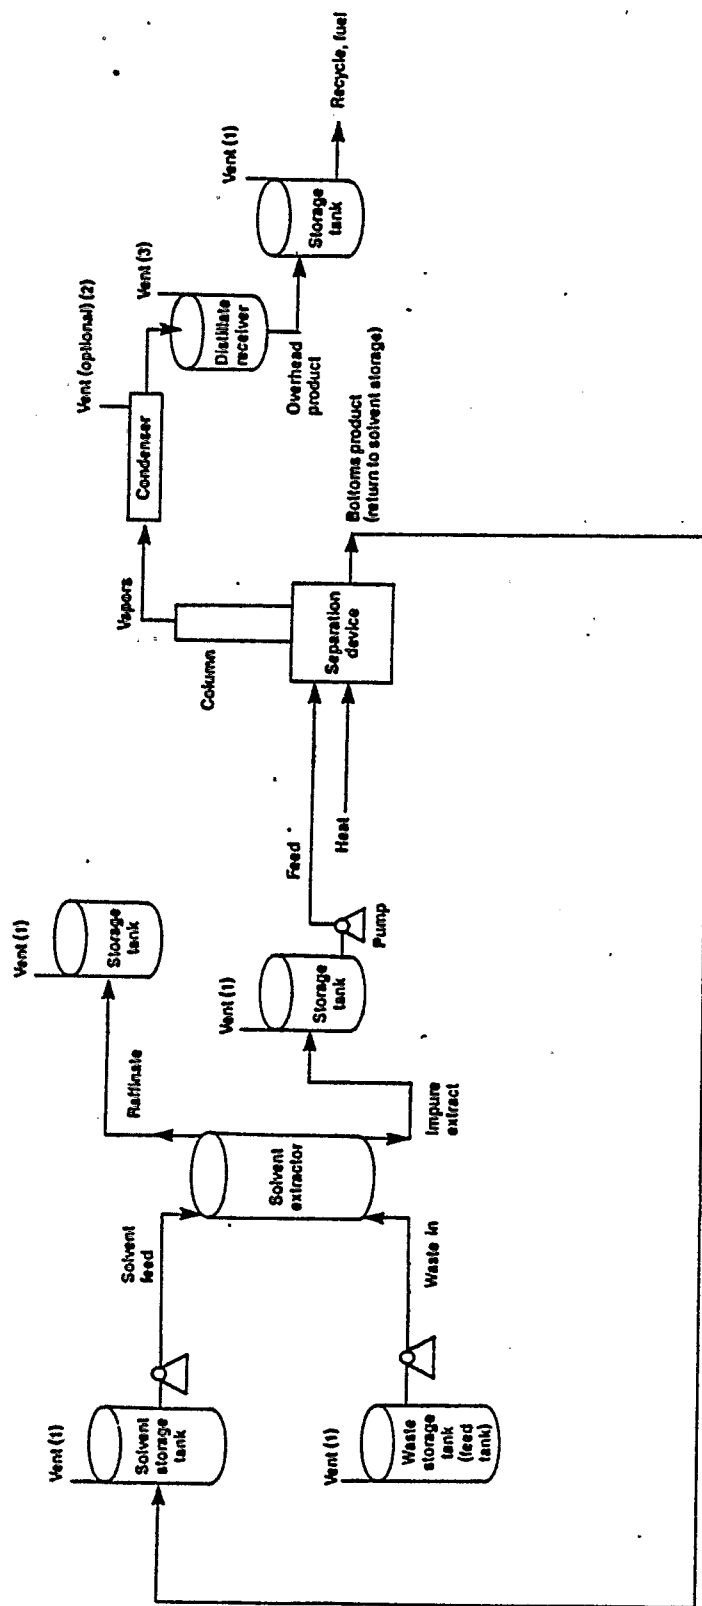 Vent (1)
Solvent
storage
tank
Solvent
feed
Vent (1)
Waste
storage
tank
(feed
tank)
Waste in
Solvent
extractor
Raffinate
Vent (1)
Storage
tank
Impure
extract
Vent (1)
Storage
tank
Pump
Feed
Heat
Separation
device
Column
Vapors
Bottoms product
(return to solvent storage)
Condenser
Vent (optional) (2)
Distillate
receiver
Vent (3)
Overhead
product
Vent (1)
Storage
tank
Recycle, fuel